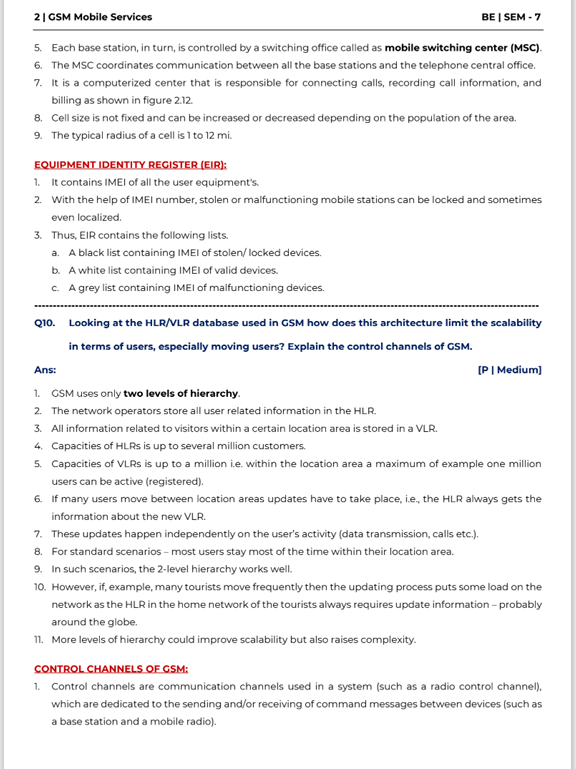 2 | GSM Mobile Services BE | SEM - 7
5. Each base station, in turn, is controlled by a switching office called as mobile switching center (MSC).
6. The MSC coordinates communication between all the base stations and the telephone central office.
7. It is a computerized center that is responsible for connecting calls, recording call information, and
billing as shown in figure 2.12.
8. Cell size is not fixed and can be increased or decreased depending on the population of the area.
9. The typical radius of a cell is 1 to 12 mi.
EQUIPMENT IDENTITY REGISTER (EIR):
1. It contains IMEI of all the user equipment's.
2. With the help of IMEI number, stolen or malfunctioning mobile stations can be locked and sometimes
even localized.
3. Thus, EIR contains the following lists.
a. A black list containing IMEI of stolen/ locked devices.
b. A white list containing IMEI of valid devices.
c. A grey list containing IMEI of malfunctioning devices.
Q10. Looking at the HLR/VLR database used in GSM how does this architecture limit the scalability
in terms of users, especially moving users? Explain the control channels of GSM.
Ans: [P | Medium]
1. GSM uses only two levels of hierarchy.
2. The network operators store all user related information in the HLR.
3. All information related to visitors within a certain location area is stored in a VLR.
4. Capacities of HLRs is up to several million customers.
5. Capacities of VLRs is up to a million i.e. within the location area a maximum of example one million
users can be active (registered).
6. If many users move between location areas updates have to take place, i.e., the HLR always gets the
information about the new VLR.
7. These updates happen independently on the user's activity (data transmission, calls etc.).
8. For standard scenarios – most users stay most of the time within their location area.
9. In such scenarios, the 2-level hierarchy works well.
10. However, if, example, many tourists move frequently then the updating process puts some load on the
network as the HLR in the home network of the tourists always requires update information – probably
around the globe.
11. More levels of hierarchy could improve scalability but also raises complexity.
CONTROL CHANNELS OF GSM:
1. Control channels are communication channels used in a system (such as a radio control channel),
which are dedicated to the sending and/or receiving of command messages between devices (such as
a base station and a mobile radio).